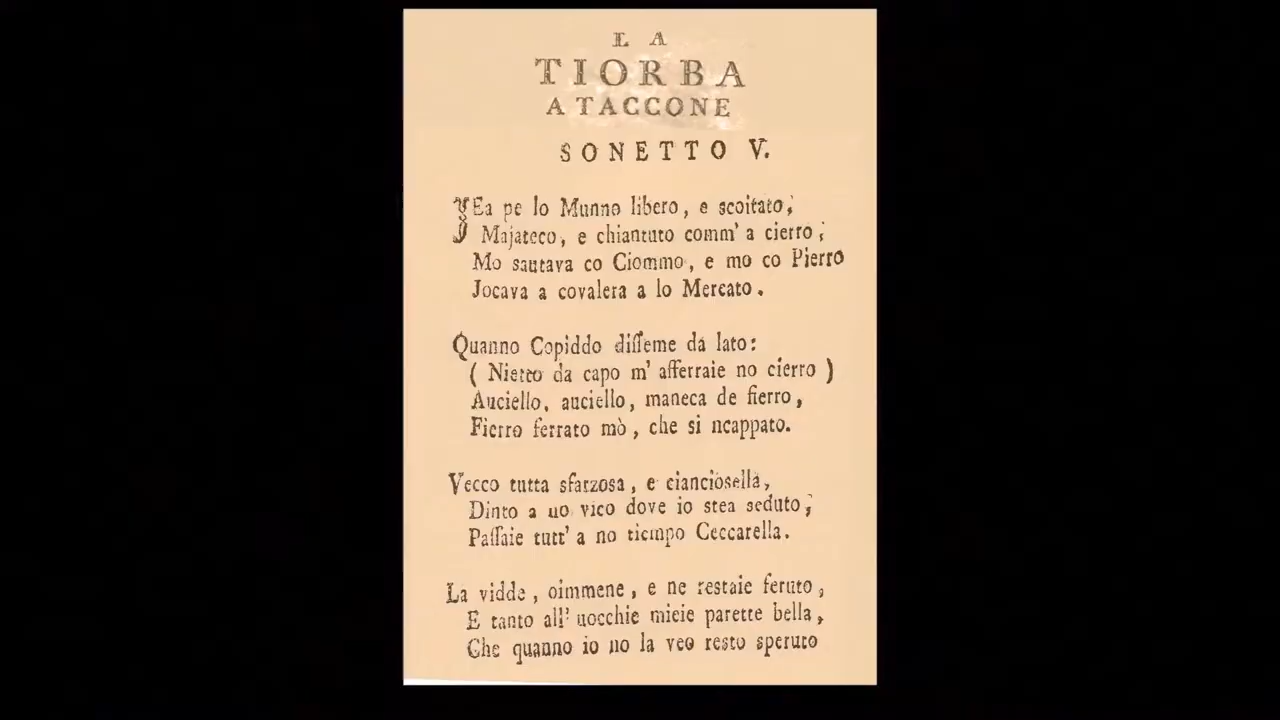 LA
TIORBA
A TACCONE
SONETTO V.
JEa pe lo Munno libero, e scoitato;
Majateco, e chiantuto comm' a cierro;
Mo sautava co Ciommo, e mo co Pierro
Jocava a covalera a lo Mercato.
Quanno Copiddo disseme da lato:
( Nietto da capo m' afferraie no cierro )
Auciello, auciello, maneca de fierro,
Fierro ferrato mò, che si ncappato.
Vecco tutta sfarzosa, e cianciosella,
Dinto a uo vico dove io stea seduto;
Passaie tutt' a no tiempo Ceccarella.
La vidde, oimmene, e ne restaie feruto,
E tanto all' uocchie mieie parette bella,
Che quanno io no la veo resto speruto